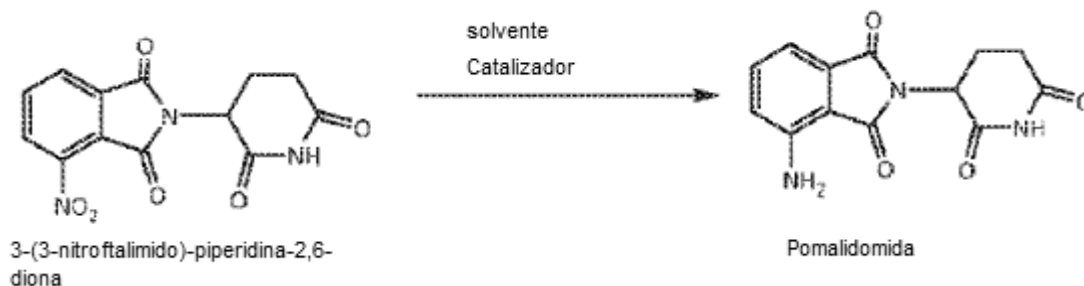 solvente
Catalizador
O
O
N
O
NH
O
O
NO2
O
N
O
NH
O
O
NH2
3-(3-nitroftalimido)-piperidina-2,6-
diona
Pomalidomida